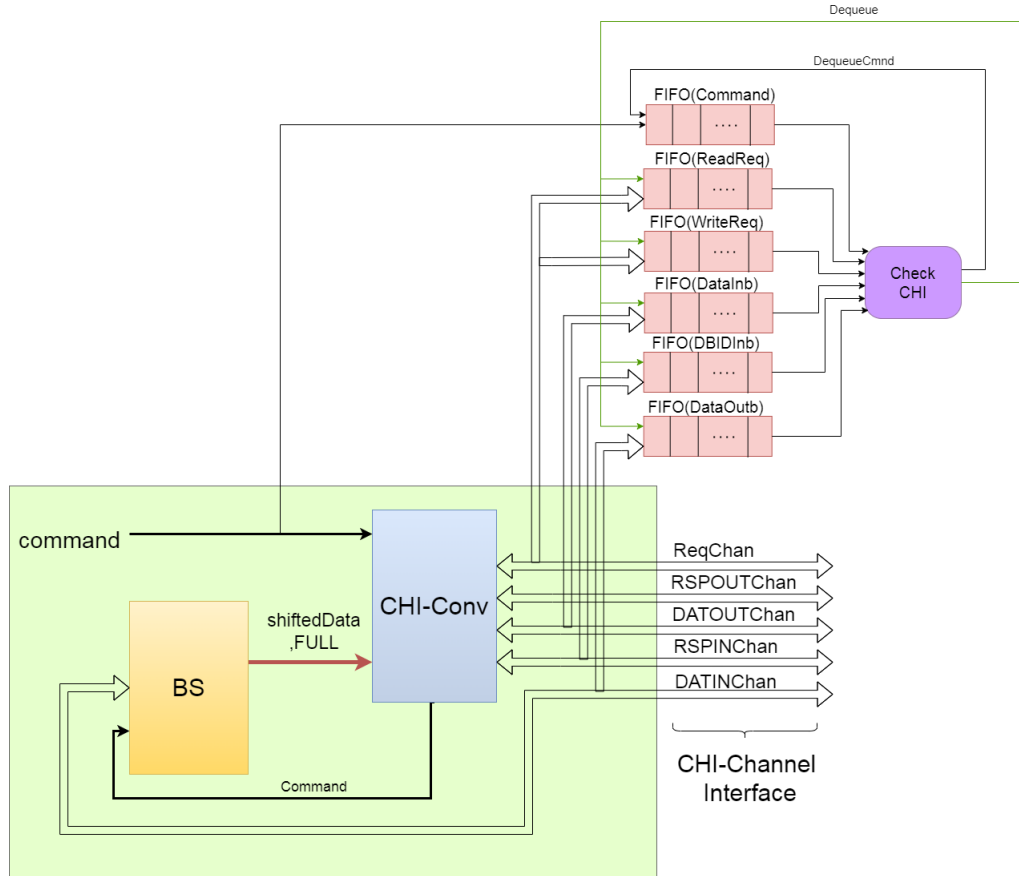 Dequeue
DequeueCmnd
FIFO(Command)
....
FIFO(ReadReq)
....
FIFO(WriteReq)
....
Check
CHI
FIFO(DataInb)
....
FIFO(DBIDInb)
....
FIFO(DataOutb)
....
command
CHI-Conv
shiftedData
,FULL
BS
Command
ReqChan
RSPOUTChan
DATOUTChan
RSPINChan
DATINChan
CHI-Channel
Interface